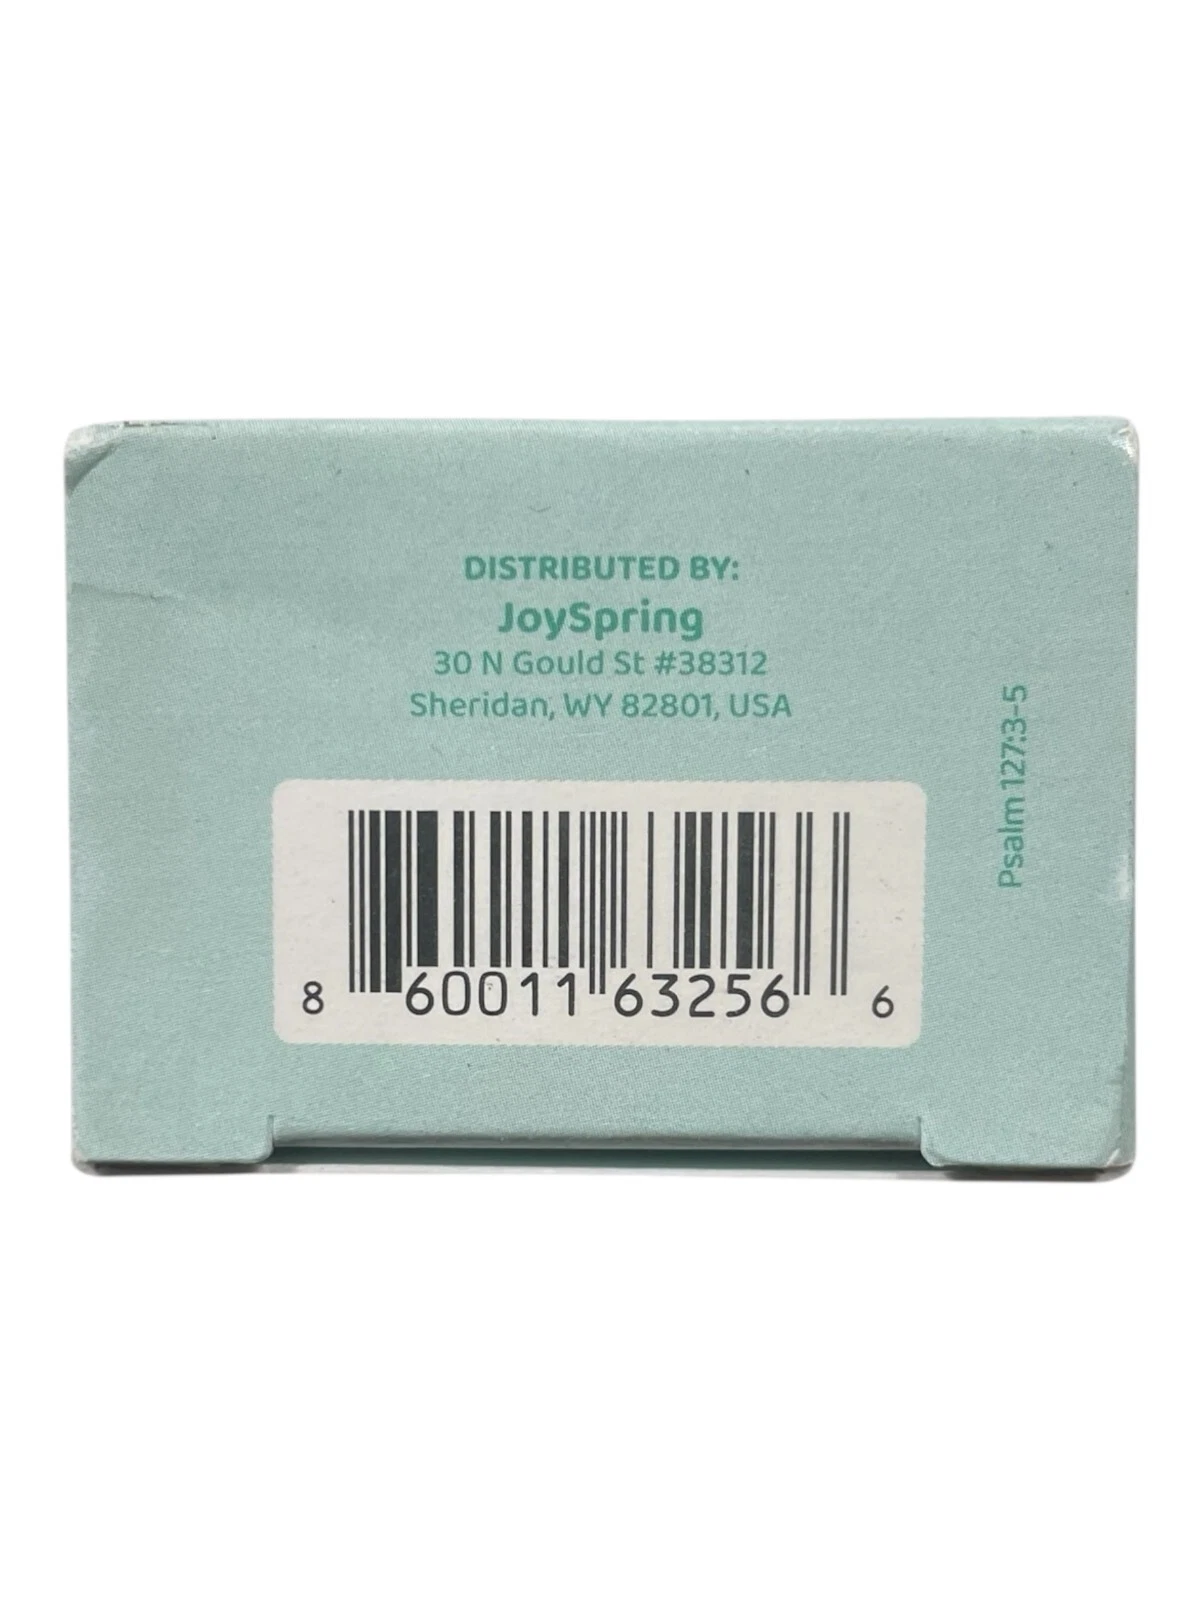 DISTRIBUTED BY:
JoySpring
30 N Gould St #38312
Sheridan, WY 82801, USA
Psalm 127:3-5
8 60011 63256 6